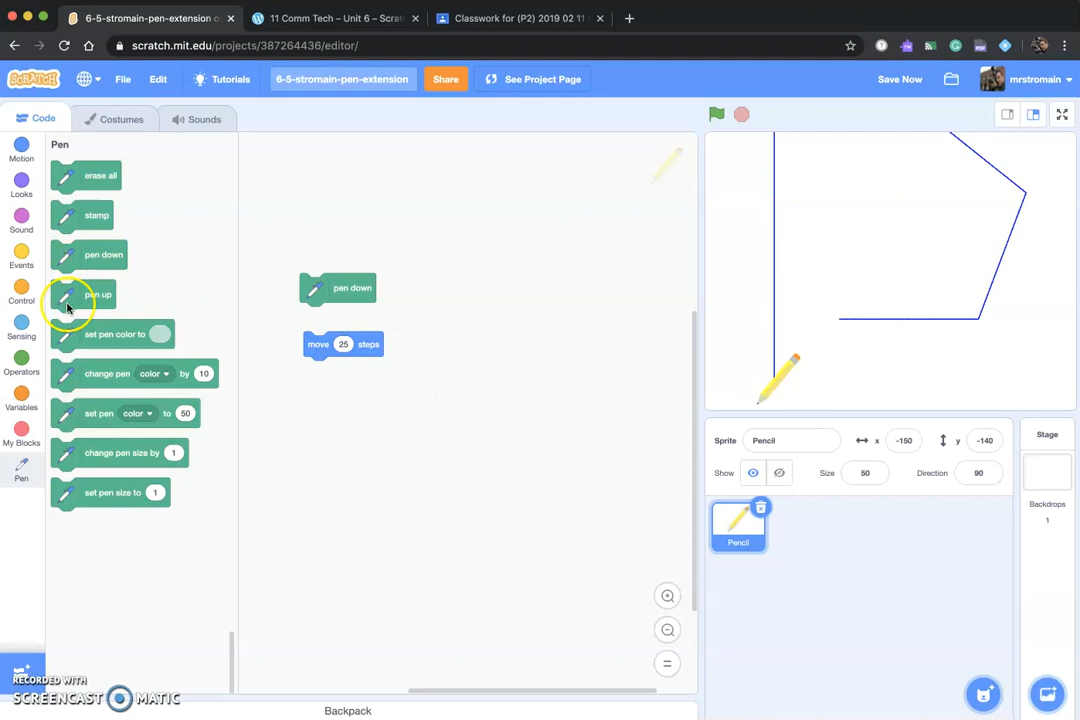 6-5-stromain-pen-extension o
11 Comm Tech – Unit 6 – Scrat
Classwork for (P2) 2019 02 11
scratch.mit.edu/projects/387264436/editor/
SCRATCH
File
Edit
Tutorials
6-5-stromain-pen-extension
Share
See Project Page
Save Now
mrstromain
Code
Costumes
Sounds
Motion
Looks
Sound
Events
Control
Sensing
Operators
Variables
My Blocks
Pen
Pen
erase all
stamp
pen down
pen up
set pen color to
change pen color by 10
set pen color to 50
change pen size by 1
set pen size to 1
pen down
move 25 steps
Sprite
Pencil
x
-150
y
-140
Show
Size
50
Direction
90
Pencil
Stage
Backdrops
1
Backpack
RECORDED WITH
SCREENCAST MATIC